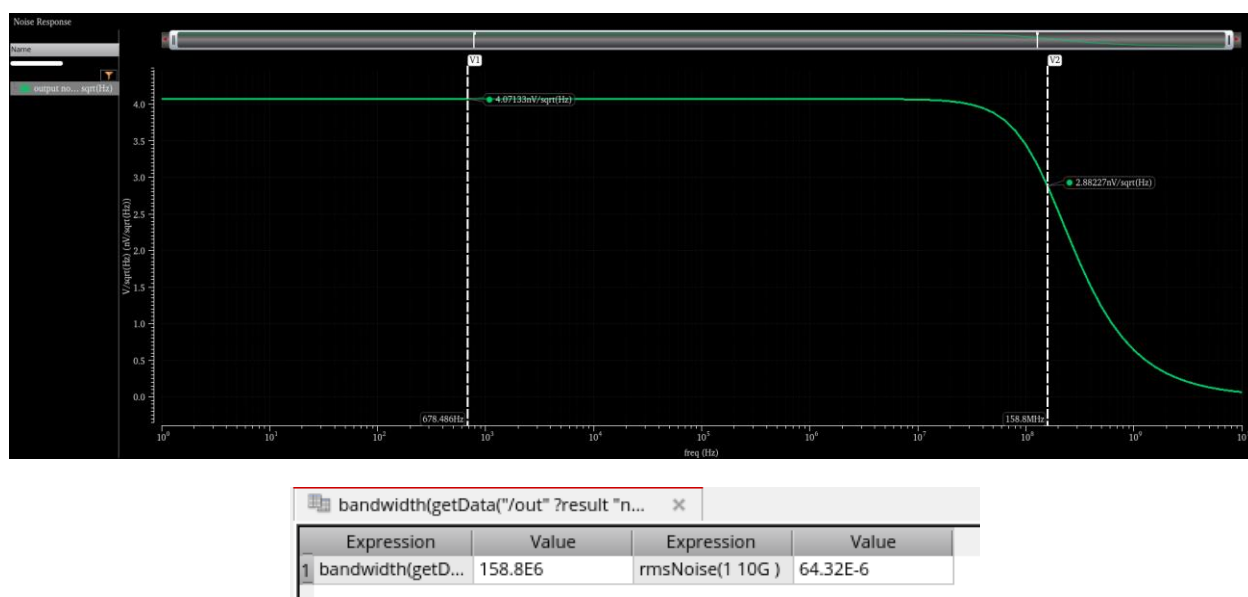 Noise Response
Name
output no... sqrt(Hz)
V1
V2
4.07133nV/sqrt(Hz)
2.88227nV/sqrt(Hz)
V/sqrt(Hz) (nV/sqrt(Hz))
4.0
3.5
3.0
2.5
2.0
1.5
1.0
0.5
0.0
678.486Hz
158.8MHz
10⁰ 10¹ 10² 10³ 10⁴ 10⁵ 10⁶ 10⁷ 10⁸ 10⁹
freq (Hz)
bandwidth(getData("/out" ?result "n... ×
Expression Value Expression Value
1 bandwidth(getD... 158.8E6 rmsNoise(1 10G ) 64.32E-6